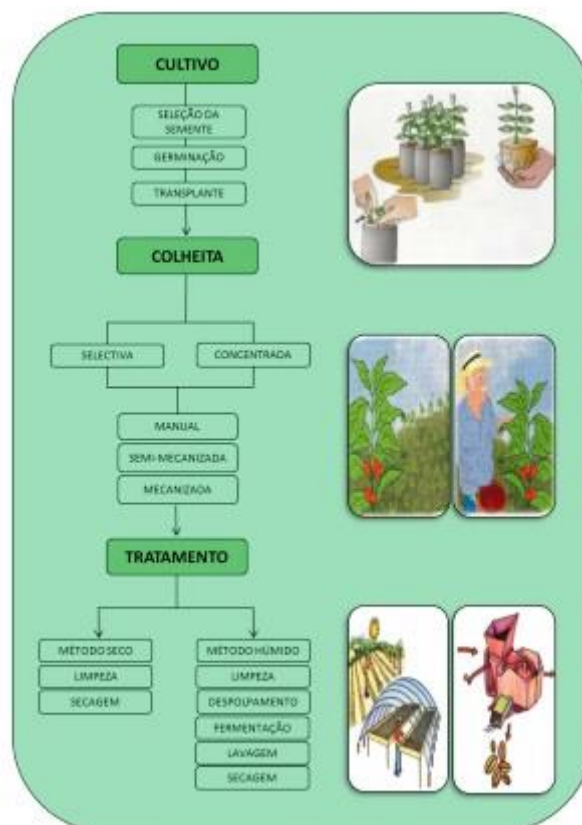 CULTIVO
SELEÇÃO DA
SEMENTE
GERMINAÇÃO
TRANSPLANTE
COLHEITA
SELECTIVA
CONCENTRADA
MANUAL
SEMI-MECANIZADA
MECANIZADA
TRATAMENTO
MÉTODO SECO
LIMPEZA
SECAGEM
MÉTODO HÚMIDO
LIMPEZA
DESPOLPAMENTO
FERMENTAÇÃO
LAVAGEM
SECAGEM